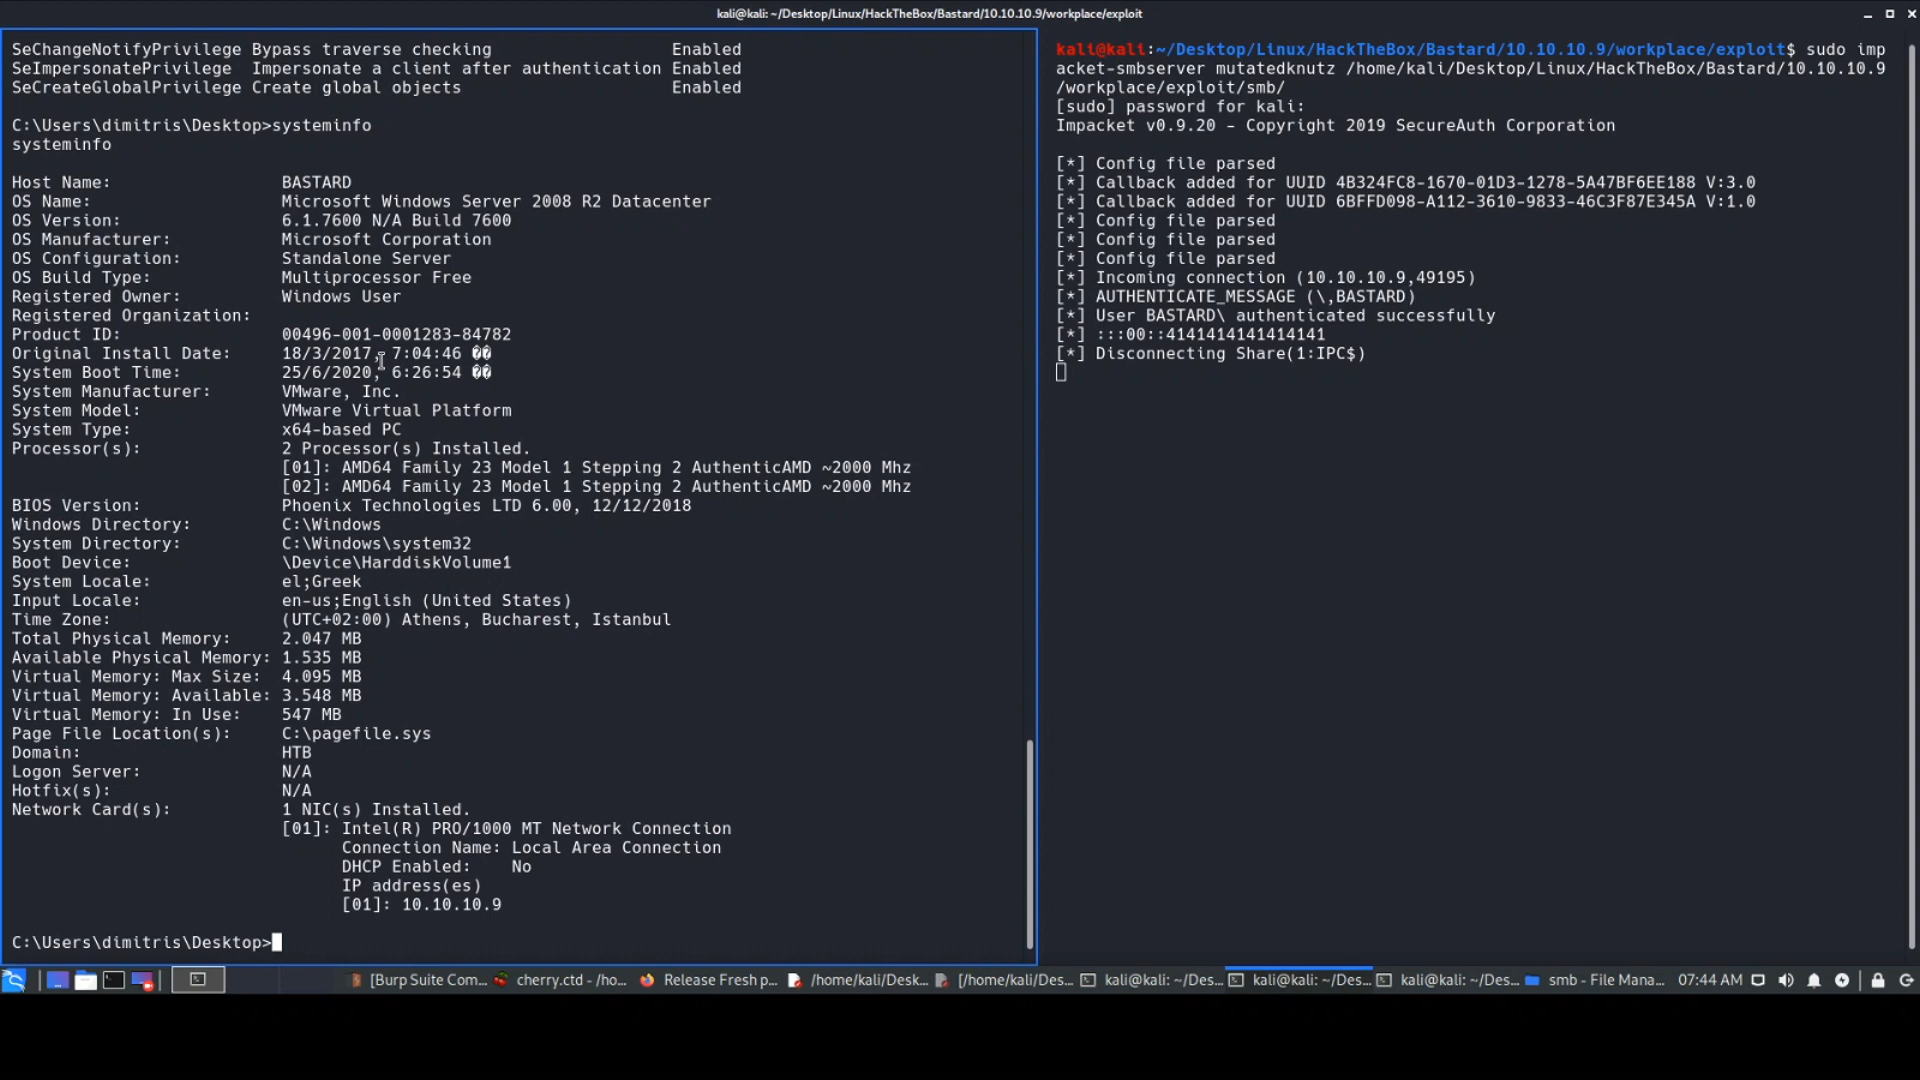 kali@kali: ~/Desktop/Linux/HackTheBox/Bastard/10.10.10.9/workplace/exploit
SeChangeNotifyPrivilege Bypass traverse checking Enabled
SeImpersonatePrivilege Impersonate a client after authentication Enabled
SeCreateGlobalPrivilege Create global objects Enabled
C:\Users\dimitris\Desktop>systeminfo
systeminfo
Host Name: BASTARD
OS Name: Microsoft Windows Server 2008 R2 Datacenter
OS Version: 6.1.7600 N/A Build 7600
OS Manufacturer: Microsoft Corporation
OS Configuration: Standalone Server
OS Build Type: Multiprocessor Free
Registered Owner: Windows User
Registered Organization:
Product ID: 00496-001-0001283-84782
Original Install Date: 18/3/2017, 7:04:46 ��
System Boot Time: 25/6/2020, 6:26:54 ��
System Manufacturer: VMware, Inc.
System Model: VMware Virtual Platform
System Type: x64-based PC
Processor(s): 2 Processor(s) Installed.
[01]: AMD64 Family 23 Model 1 Stepping 2 AuthenticAMD ~2000 Mhz
[02]: AMD64 Family 23 Model 1 Stepping 2 AuthenticAMD ~2000 Mhz
BIOS Version: Phoenix Technologies LTD 6.00, 12/12/2018
Windows Directory: C:\Windows
System Directory: C:\Windows\system32
Boot Device: \Device\HarddiskVolume1
System Locale: el;Greek
Input Locale: en-us;English (United States)
Time Zone: (UTC+02:00) Athens, Bucharest, Istanbul
Total Physical Memory: 2.047 MB
Available Physical Memory: 1.535 MB
Virtual Memory: Max Size: 4.095 MB
Virtual Memory: Available: 3.548 MB
Virtual Memory: In Use: 547 MB
Page File Location(s): C:\pagefile.sys
Domain: HTB
Logon Server: N/A
Hotfix(s): N/A
Network Card(s): 1 NIC(s) Installed.
[01]: Intel(R) PRO/1000 MT Network Connection
Connection Name: Local Area Connection
DHCP Enabled: No
IP address(es)
[01]: 10.10.10.9
C:\Users\dimitris\Desktop>
kali@kali:~/Desktop/Linux/HackTheBox/Bastard/10.10.10.9/workplace/exploit$ sudo imp
acket-smbserver mutatedknutz /home/kali/Desktop/Linux/HackTheBox/Bastard/10.10.10.9
/workplace/exploit/smb/
[sudo] password for kali:
Impacket v0.9.20 - Copyright 2019 SecureAuth Corporation
[*] Config file parsed
[*] Callback added for UUID 4B324FC8-1670-01D3-1278-5A47BF6EE188 V:3.0
[*] Callback added for UUID 6BFFD098-A112-3610-9833-46C3F87E345A V:1.0
[*] Config file parsed
[*] Config file parsed
[*] Config file parsed
[*] Incoming connection (10.10.10.9,49195)
[*] AUTHENTICATE_MESSAGE (\,BASTARD)
[*] User BASTARD\ authenticated successfully
[*] :::00::4141414141414141
[*] Disconnecting Share(1:IPC$)
[Burp Suite Com... cherry.ctd - /ho... Release Fresh p... /home/kali/Desk... [/home/kali/Des... kali@kali: ~/Des... kali@kali: ~/Des... kali@kali: ~/Des... smb - File Mana... 07:44 AM